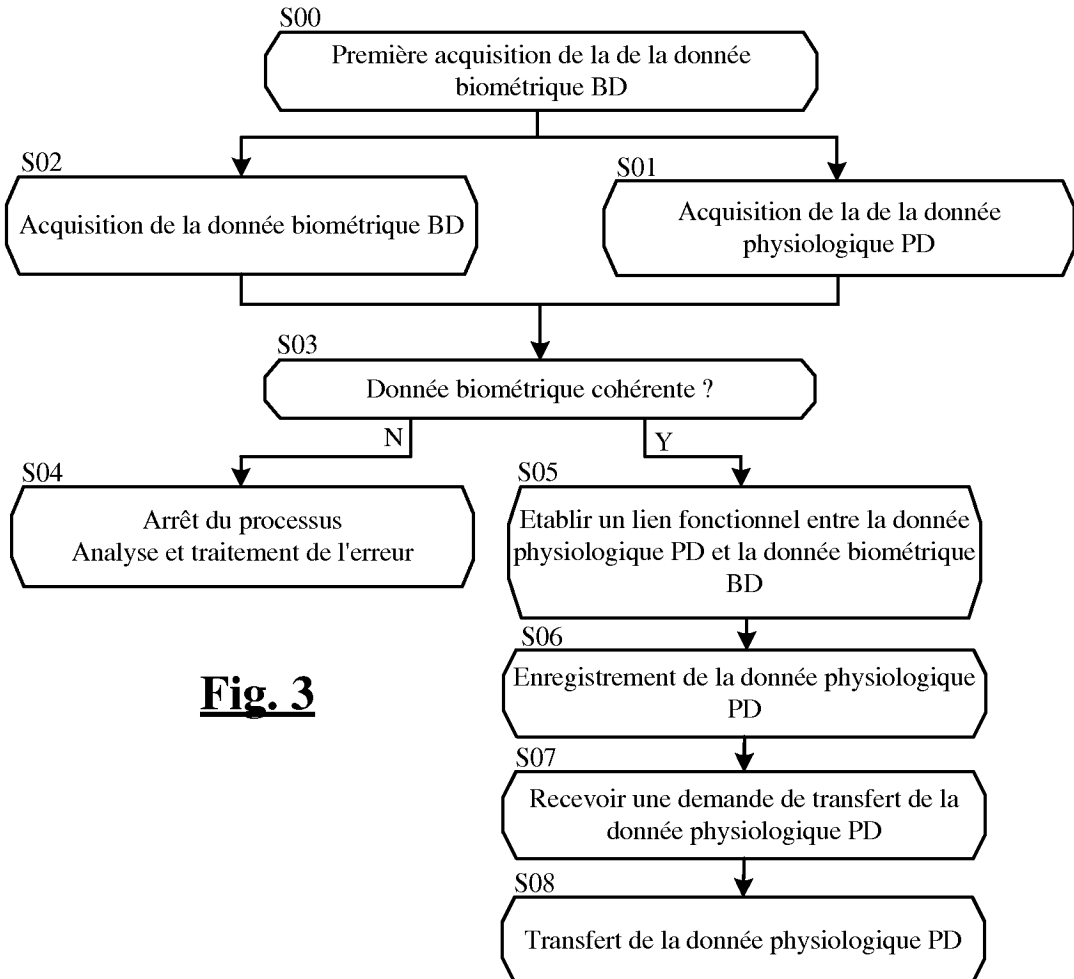 S00
Première acquisition de la de la donnée
biométrique BD
S02
Acquisition de la donnée biométrique BD
S01
Acquisition de la de la donnée
physiologique PD
S03
Donnée biométrique cohérente ?
N
Y
S04
Arrêt du processus
Analyse et traitement de l'erreur
S05
Etablir un lien fonctionnel entre la donnée
physiologique PD et la donnée biométrique
BD
S06
Enregistrement de la donnée physiologique
PD
Fig. 3
S07
Recevoir une demande de transfert de la
donnée physiologique PD
S08
Transfert de la donnée physiologique PD